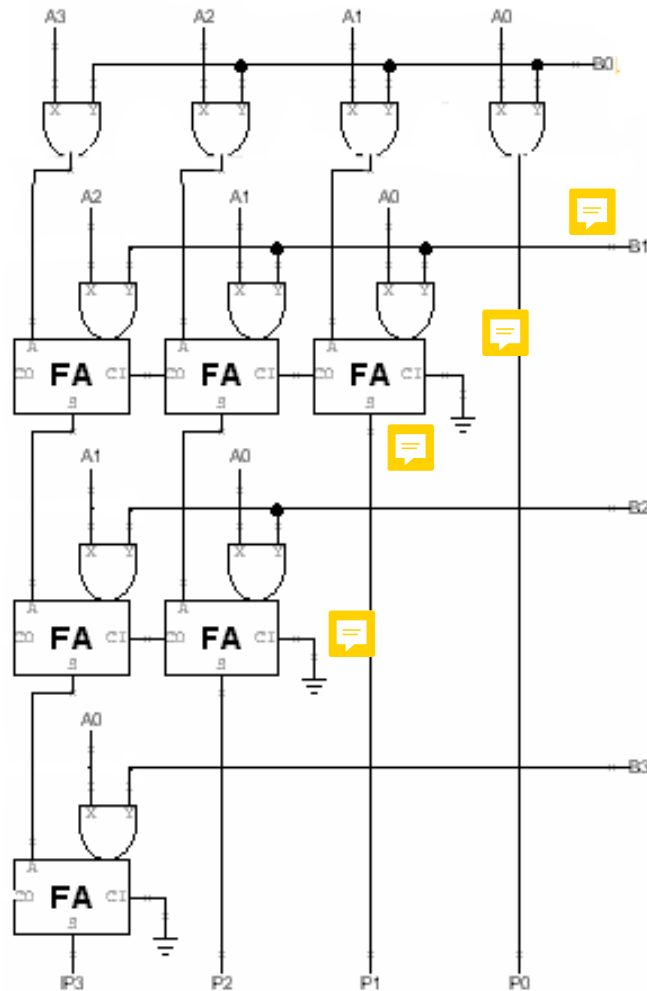 A3 A2 A1 A0
B0
X Y X Y X Y X Y
A2 A1 A0
B1
X Y X Y X Y
A A A
CO FA CI CO FA CI CO FA CI
S S S
A1 A0
B2
X Y X Y
A A
CO FA CI CO FA CI
S S
A0
B3
X Y
A
CO FA CI
S
P3 P2 P1 P0